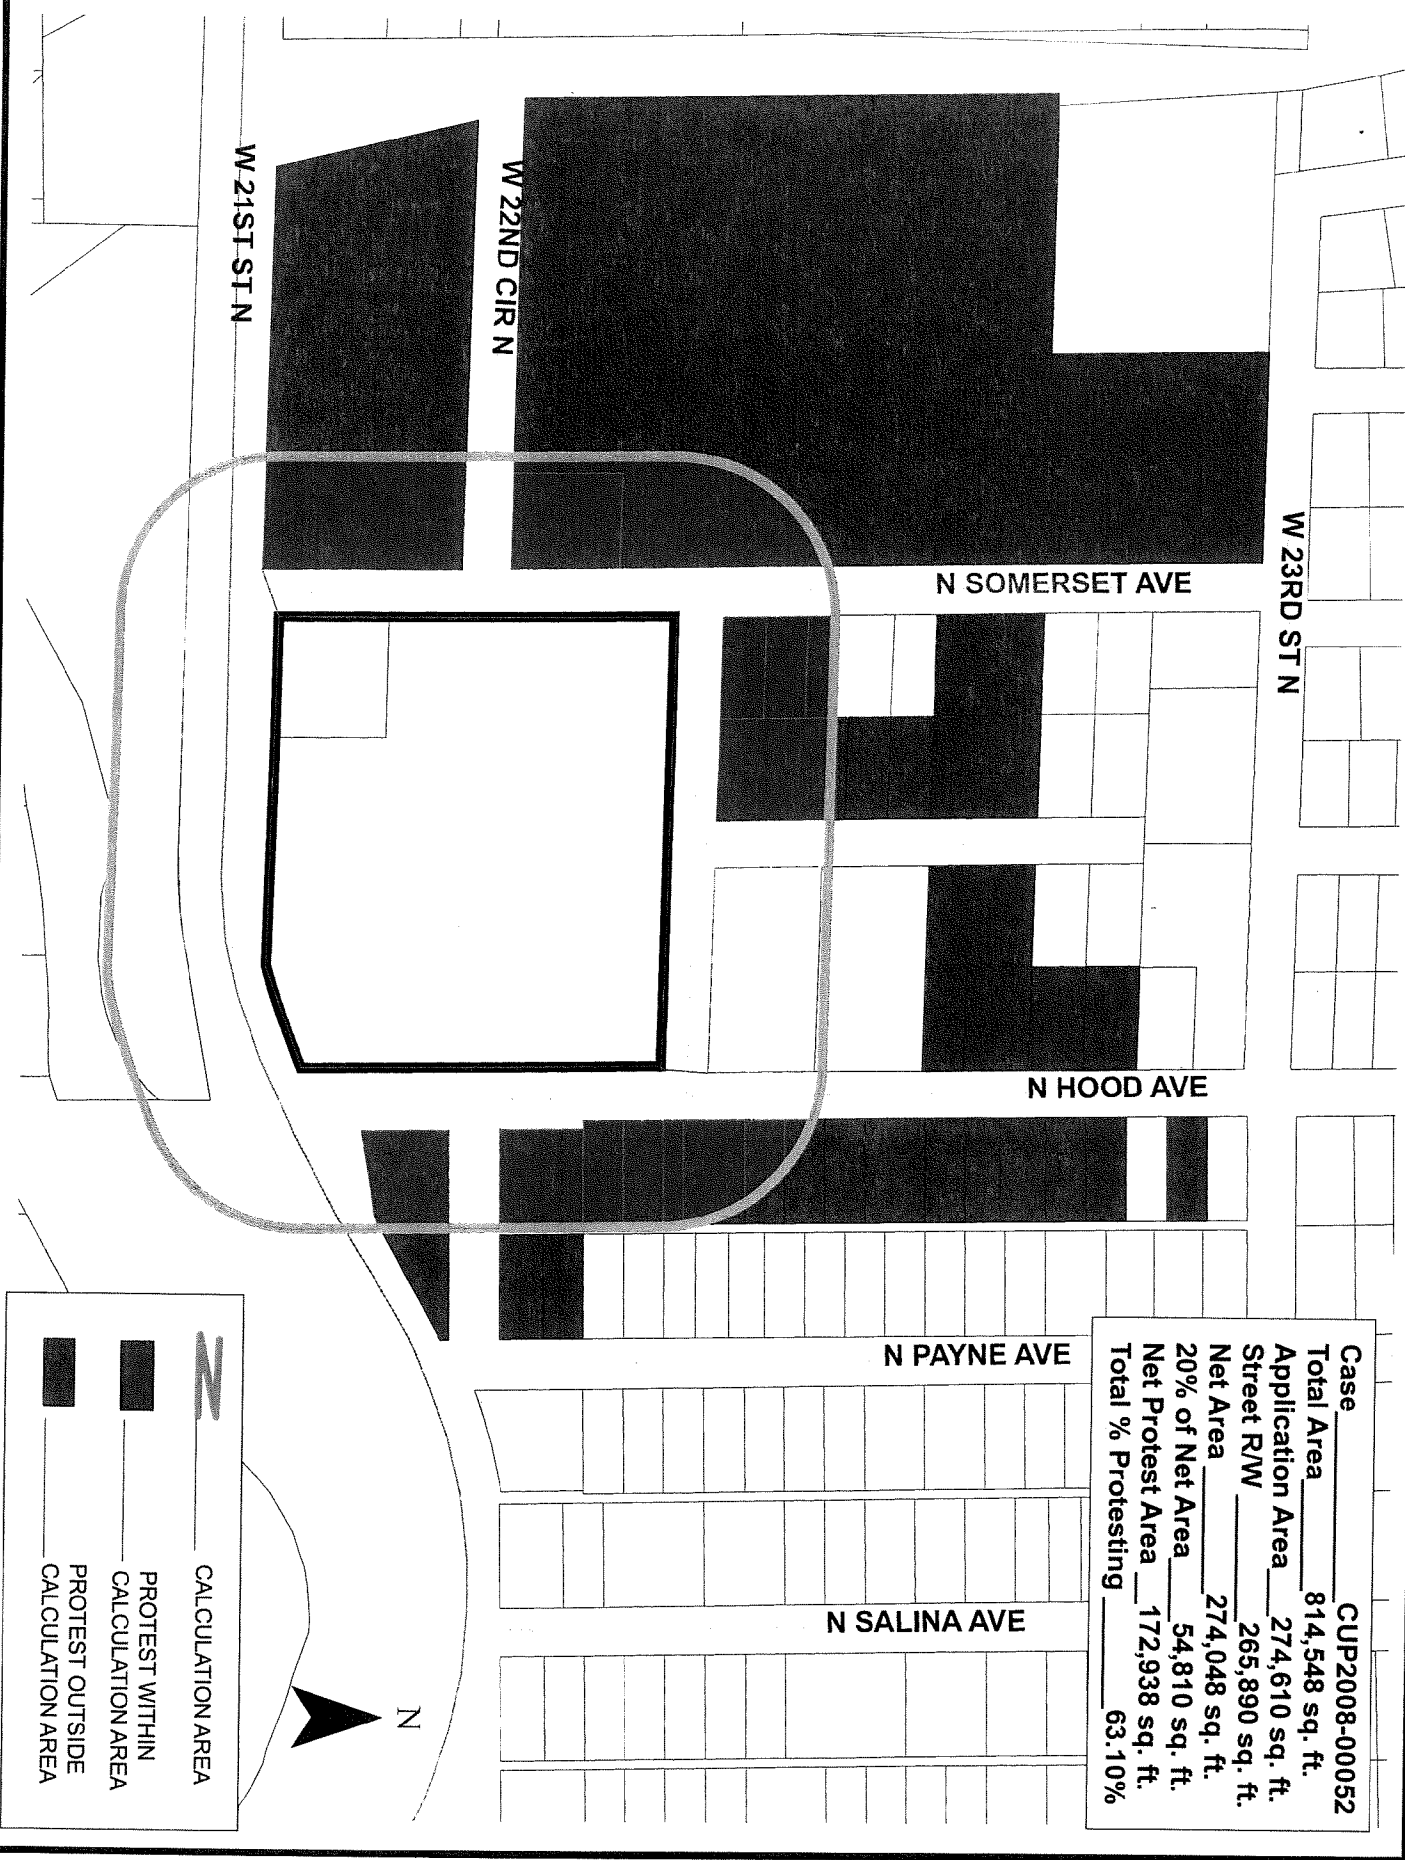 Case CUP2008-00052
Total Area 814,548 sq. ft.
Application Area 274,610 sq. ft.
Street R/W 265,890 sq. ft.
Net Area 274,048 sq. ft.
20% of Net Area 54,810 sq. ft.
Net Protest Area 172,938 sq. ft.
Total % Protesting 63.10%
W 23RD ST N
N SOMERSET AVE
N HOOD AVE
N PAYNE AVE
N SALINA AVE
W 22ND CIR N
W 21ST ST N
N
CALCULATION AREA
PROTEST WITHIN
CALCULATION AREA
PROTEST OUTSIDE
CALCULATION AREA